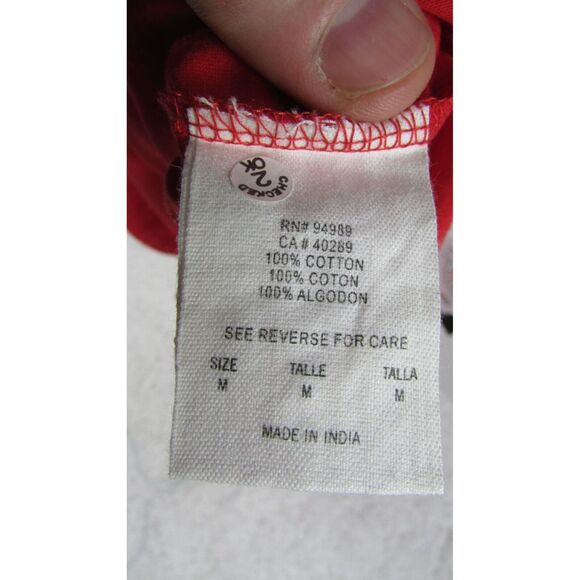 CHECKED
RN# 94989
CA # 40289
100% COTTON
100% COTON
100% ALGODON
SEE REVERSE FOR CARE
SIZE TALLE TALLA
M M M
MADE IN INDIA